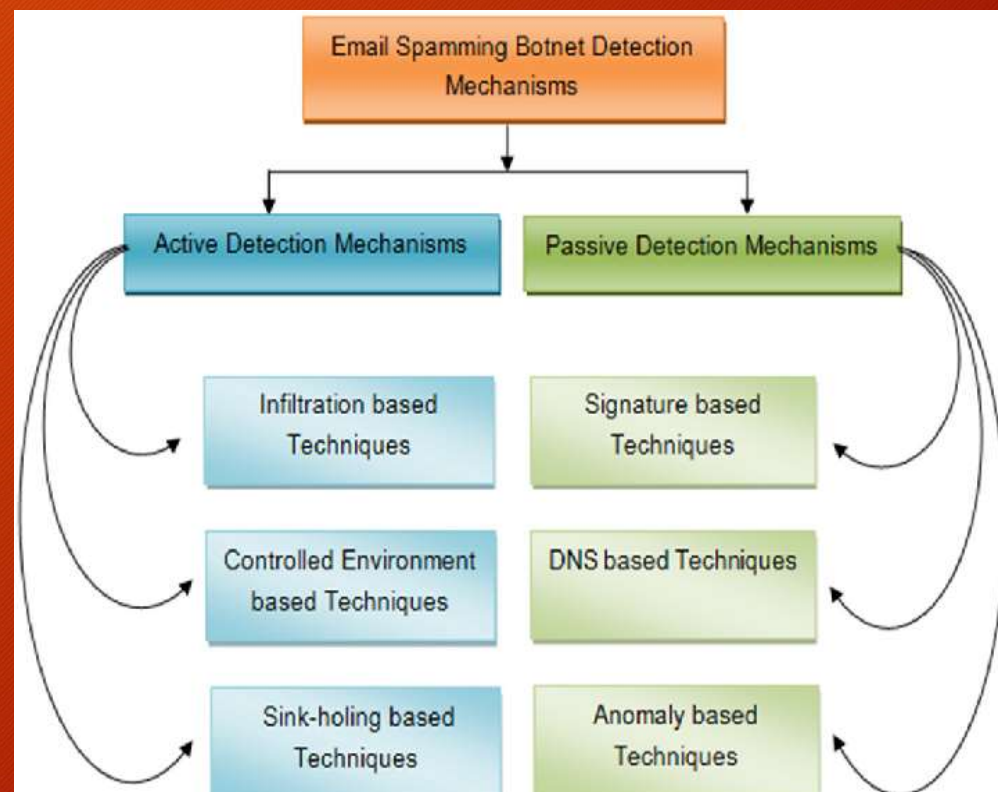 Email Spamming Botnet Detection
Mechanisms
Active Detection Mechanisms
Passive Detection Mechanisms
Infiltration based
Techniques
Signature based
Techniques
Controlled Environment
based Techniques
DNS based Techniques
Sink-holing based
Techniques
Anomaly based
Techniques